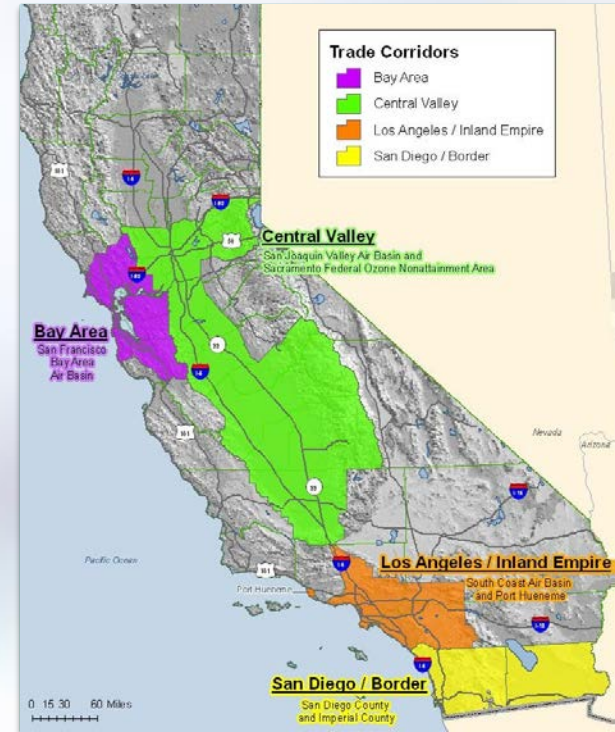 Trade Corridors
Bay Area
Central Valley
Los Angeles / Inland Empire
San Diego / Border
101
I-5
I-80
50
Central Valley
San Joaquin Valley Air Basin and
Sacramento Federal Ozone Nonattainment Area
I-80
Bay Area
San Francisco
Bay Area
Air Basin
99
I-5
101
Nevada
Arizona
99
I-15
Pacific Ocean
101
I-5
Los Angeles / Inland Empire
South Coast Air Basin
and Port Hueneme
Port Hueneme
I-10
I-5
San Diego / Border
San Diego County
and Imperial County
0 15 30 60 Miles